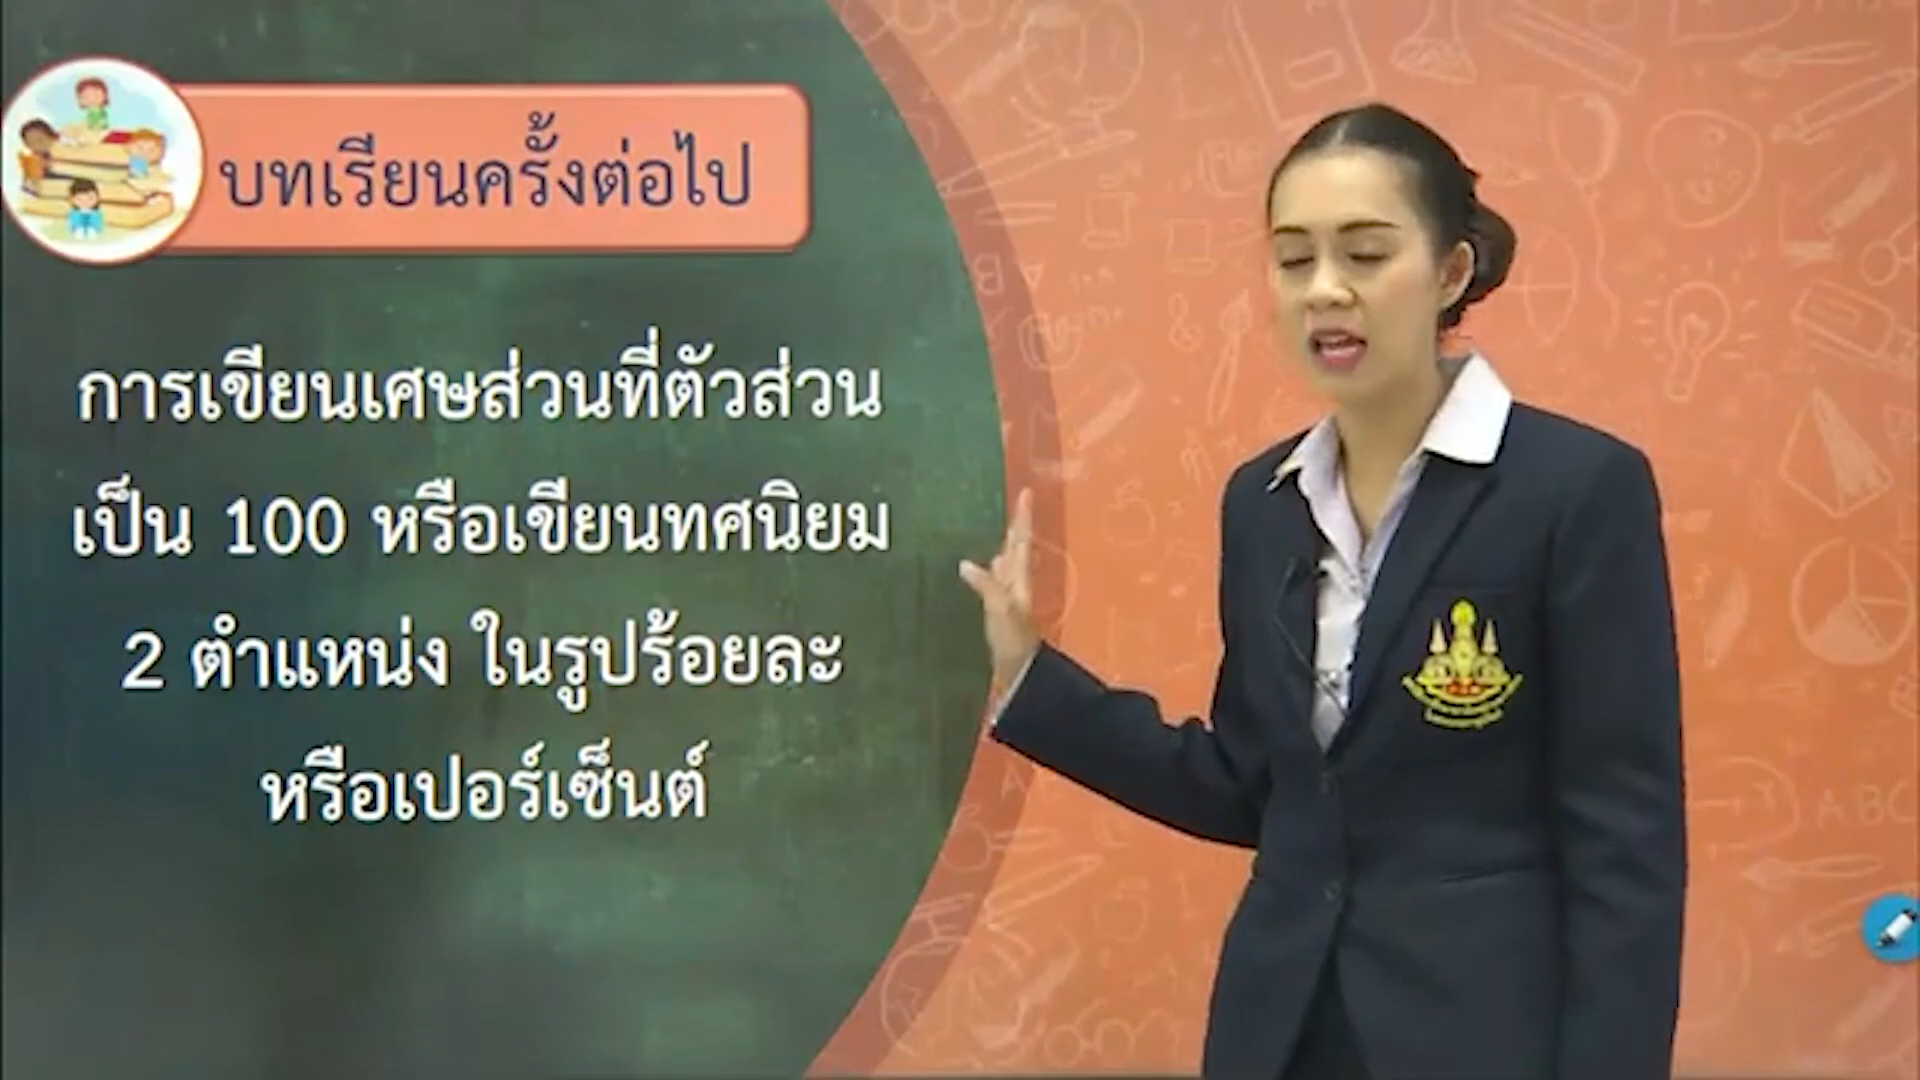 บทเรียนครั้งต่อไป
การเขียนเศษส่วนที่ตัวส่วน
เป็น 100 หรือเขียนทศนิยม
2 ตำแหน่ง ในรูปร้อยละ
หรือเปอร์เซ็นต์
ABC